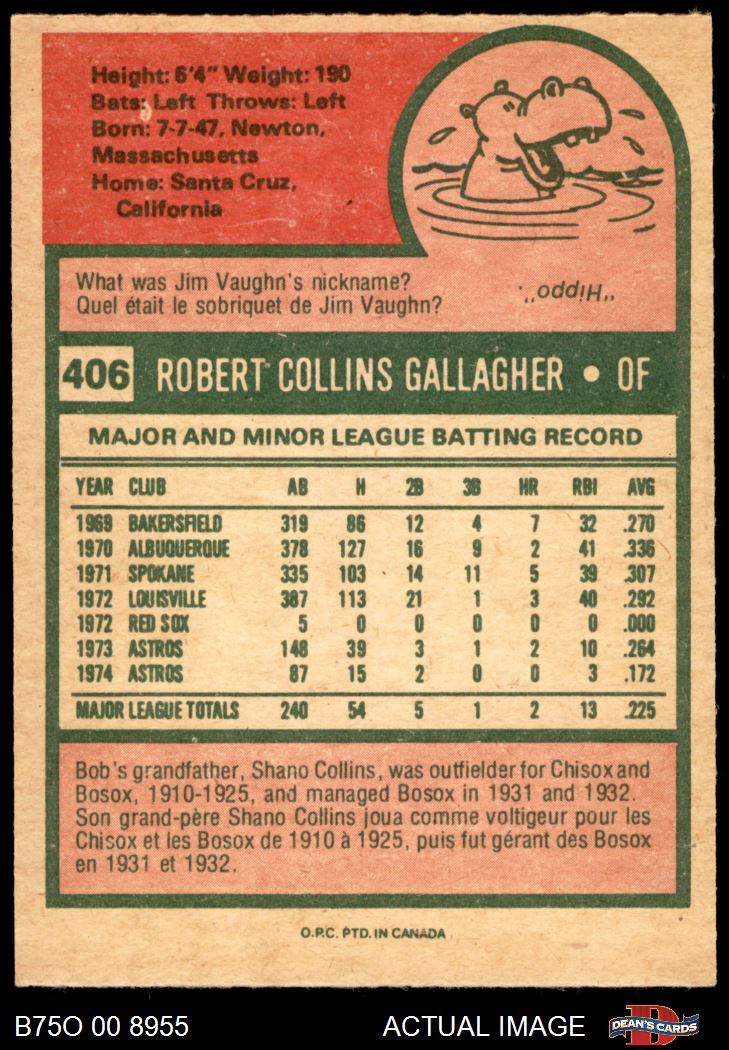 Height: 6'4" Weight: 190
Bats: Left Throws: Left
Born: 7-7-47, Newton,
Massachusetts
Home: Santa Cruz,
California
What was Jim Vaughn's nickname?
Quel était le sobriquet de Jim Vaughn?
"Hippo".
406 ROBERT COLLINS GALLAGHER • OF
MAJOR AND MINOR LEAGUE BATTING RECORD
YEAR CLUB AB H 2B 3B HR RBI AVG
1969 BAKERSFIELD 319 86 12 4 7 32 .270
1970 ALBUQUERQUE 378 127 16 9 2 41 .336
1971 SPOKANE 335 103 14 11 5 39 .307
1972 LOUISVILLE 387 113 21 1 3 40 .292
1972 RED SOX 5 0 0 0 0 0 .000
1973 ASTROS 148 39 3 1 2 10 .264
1974 ASTROS 87 15 2 0 0 3 .172
MAJOR LEAGUE TOTALS 240 54 5 1 2 13 .225
Bob's grandfather, Shano Collins, was outfielder for Chisox and
Bosox, 1910-1925, and managed Bosox in 1931 and 1932.
Son grand-père Shano Collins joua comme voltigeur pour les
Chisox et les Bosox de 1910 à 1925, puis fut gérant des Bosox
en 1931 et 1932.
O.P.C. PTD. IN CANADA
B75O 00 8955 ACTUAL IMAGE D DEAN'S CARDS